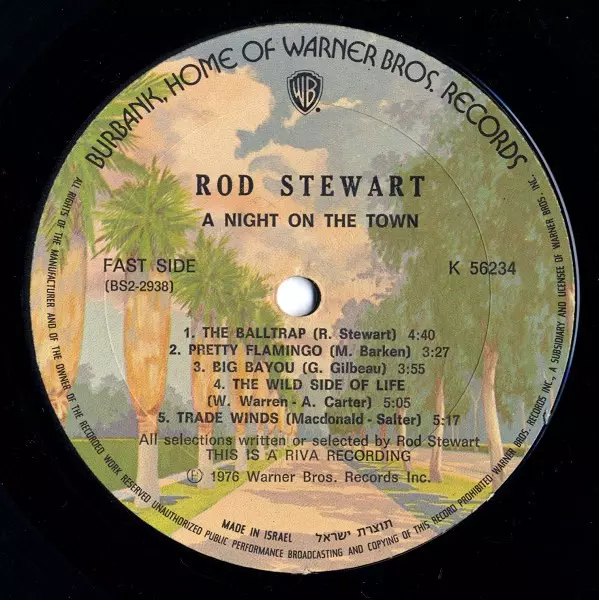 BURBANK, HOME OF WARNER BROS. RECORDS
WB
ROD STEWART
A NIGHT ON THE TOWN
FAST SIDE
(BS2-2938)
K 56234
1. THE BALLTRAP (R. Stewart) 4:40
2. PRETTY FLAMINGO (M. Barken) 3:27
3. BIG BAYOU (G. Gilbeau) 3:55
4. THE WILD SIDE OF LIFE
(W. Warren - A. Carter) 5:05
5. TRADE WINDS (Macdonald - Salter) 5:17
All selections written or selected by Rod Stewart
THIS IS A RIVA RECORDING
Ⓟ 1976 Warner Bros. Records Inc.
MADE IN ISRAEL תוצרת ישראל
ALL RIGHTS OF THE MANUFACTURER AND OF THE OWNER OF THE RECORDED WORK RESERVED UNAUTHORIZED PUBLIC PERFORMANCE BROADCASTING AND COPYING OF THIS RECORD PROHIBITED WARNER BROS. RECORDS INC., A SUBSIDIARY AND LICENSEE OF WARNER BROS. INC.